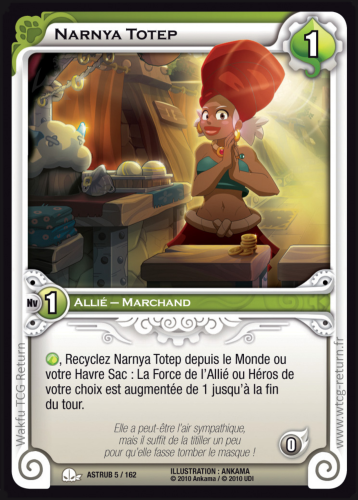 Narnya Totep
1
Nv 1
Allié – Marchand
, Recyclez Narnya Totep depuis le Monde ou
votre Havre Sac : La Force de l'Allié ou Héros de
votre choix est augmentée de 1 jusqu'à la fin
du tour.
Elle a peut-être l'air sympathique,
mais il suffit de la titiller un peu
pour qu'elle fasse tomber le masque !
0
ASTRUB 5 / 162
ILLUSTRATION : ANKAMA
© 2010 Ankama / © 2010 UDI
Wakfu TCG Return
www.wtcg-return.fr